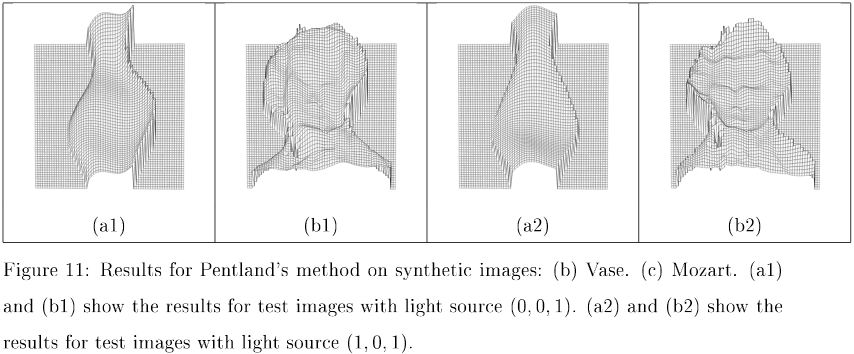 (a1) (b1) (a2) (b2)
Figure 11: Results for Pentland's method on synthetic images: (b) Vase. (c) Mozart. (a1)
and (b1) show the results for test images with light source (0, 0, 1). (a2) and (b2) show the
results for test images with light source (1, 0, 1).